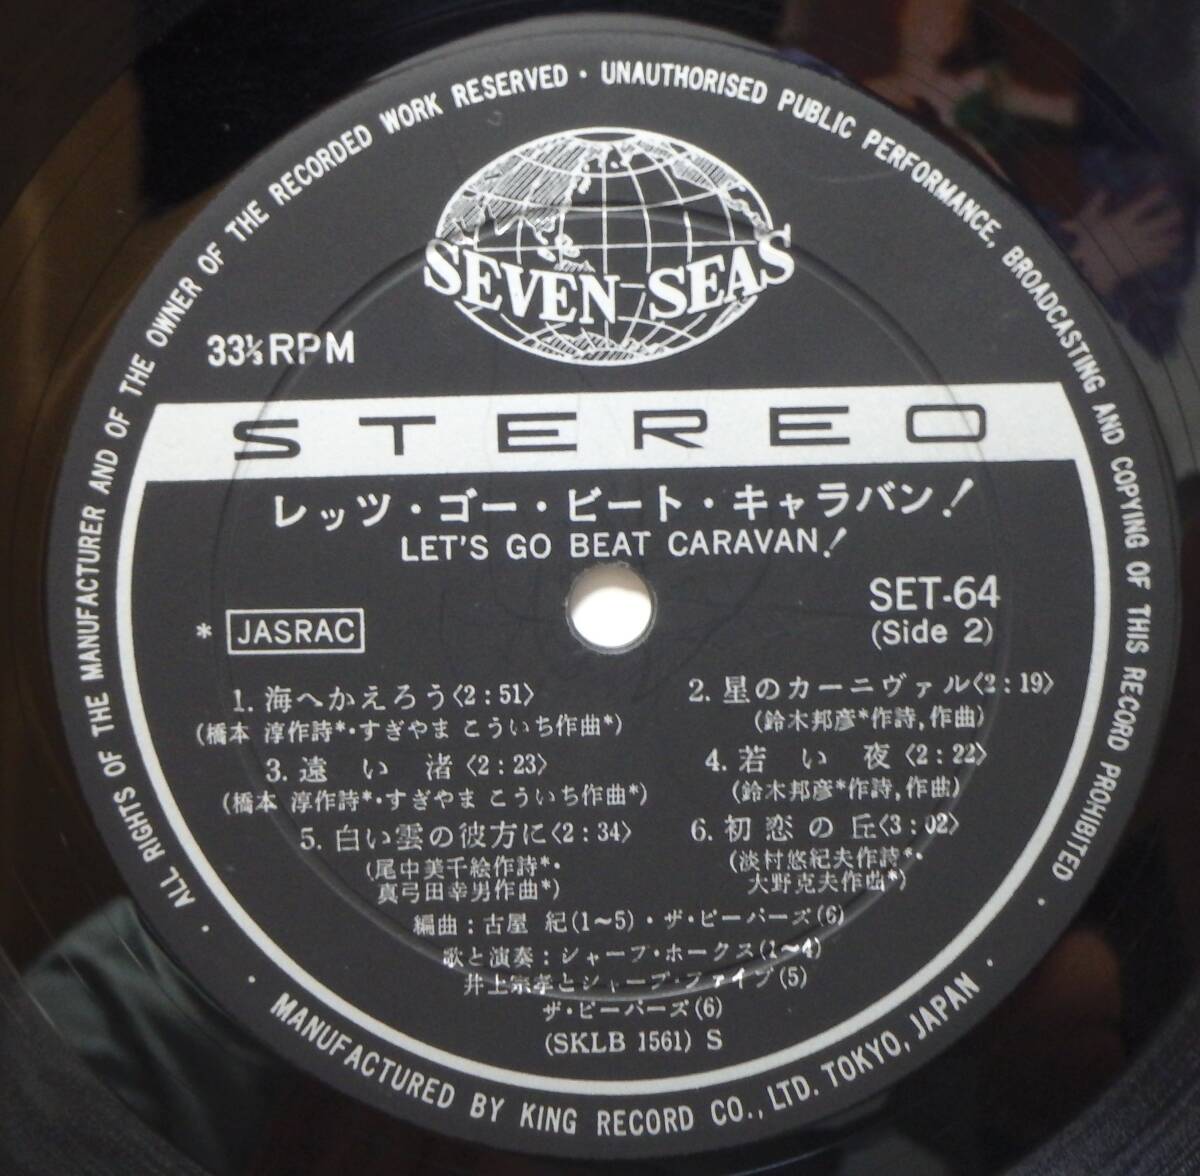 ALL RIGHTS OF THE MANUFACTURER AND OF THE OWNER OF THE RECORDED WORK RESERVED · UNAUTHORISED PUBLIC PERFORMANCE, BROADCASTING AND COPYING OF THIS RECORD PROHIBITED ·
SEVEN SEAS
33⅓RPM
STEREO
レッツ・ゴー・ビート・キャラバン!
LET'S GO BEAT CARAVAN!
SET-64
(Side 2)
* JASRAC
1. 海へかえろう〈2:51〉
(橋本 淳作詩*・すぎやま こういち作曲*)
2. 星のカーニヴァル〈2:19〉
(鈴木邦彦*作詩,作曲)
3. 遠い渚〈2:23〉
(橋本 淳作詩*・すぎやま こういち作曲*)
4. 若い夜〈2:22〉
(鈴木邦彦*作詩,作曲)
5. 白い雲の彼方に〈2:34〉
(尾中美千絵作詩*・
真弓田幸男作曲*)
6. 初恋の丘〈3:02〉
(淡村悠紀夫作詩*・
大野克夫作曲*)
編曲:古屋 紀(1〜5)・ザ・ビーバーズ(6)
歌と演奏:シャープ・ホークス(1〜4)
井上宗孝とシャープ・ファイブ(5)
ザ・ビーバーズ(6)
(SKLB 1561) S
· MANUFACTURED BY KING RECORD CO., LTD. TOKYO, JAPAN ·